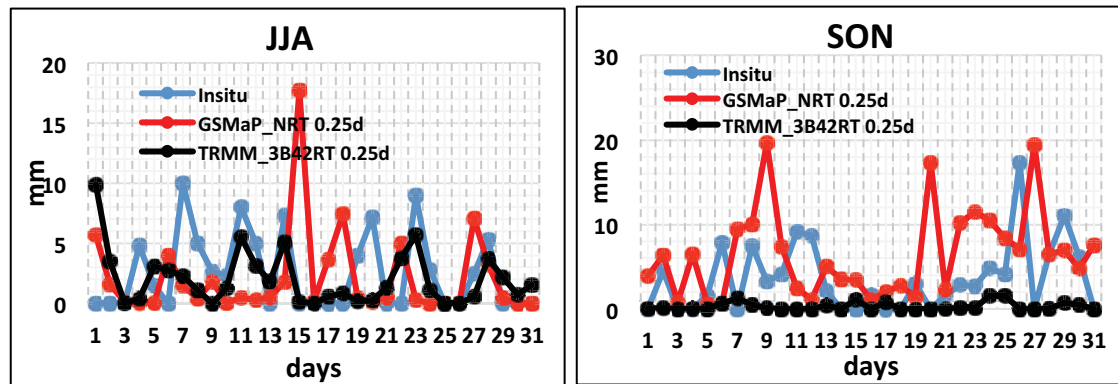 JJA
20
15
10
5
0
mm
Insitu
GSMaP_NRT 0.25d
TRMM_3B42RT 0.25d
1 3 5 7 9 11 13 15 17 19 21 23 25 27 29 31
days
SON
30
20
10
0
mm
Insitu
GSMaP_NRT 0.25d
TRMM_3B42RT 0.25d
1 3 5 7 9 11 13 15 17 19 21 23 25 27 29 31
days